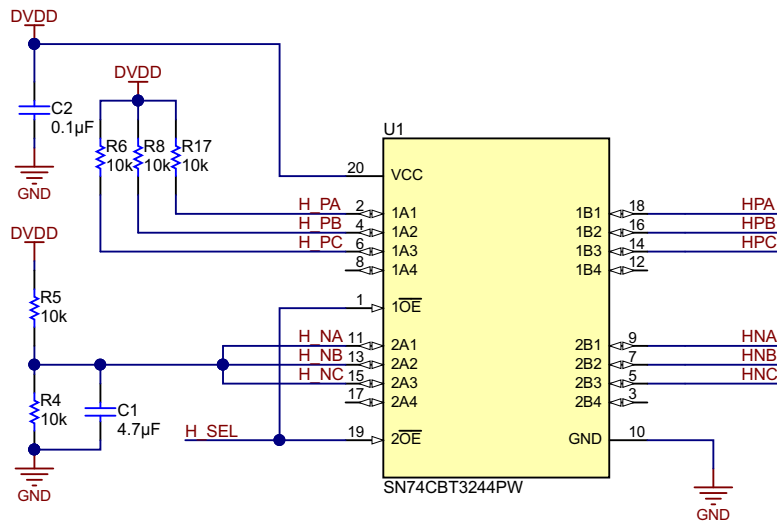 DVDD
C2
0.1µF
GND
DVDD
R6
10k
R8
10k
R17
10k
DVDD
R5
10k
R4
10k
C1
4.7µF
GND
H_SEL
U1
20 VCC
H_PA 2 1A1 1B1 18 HPA
H_PB 4 1A2 1B2 16 HPB
H_PC 6 1A3 1B3 14 HPC
8 1A4 1B4 12
1 1OE
H_NA 11 2A1 2B1 9 HNA
H_NB 13 2A2 2B2 7 HNB
H_NC 15 2A3 2B3 5 HNC
17 2A4 2B4 3
19 2OE GND 10
SN74CBT3244PW
GND